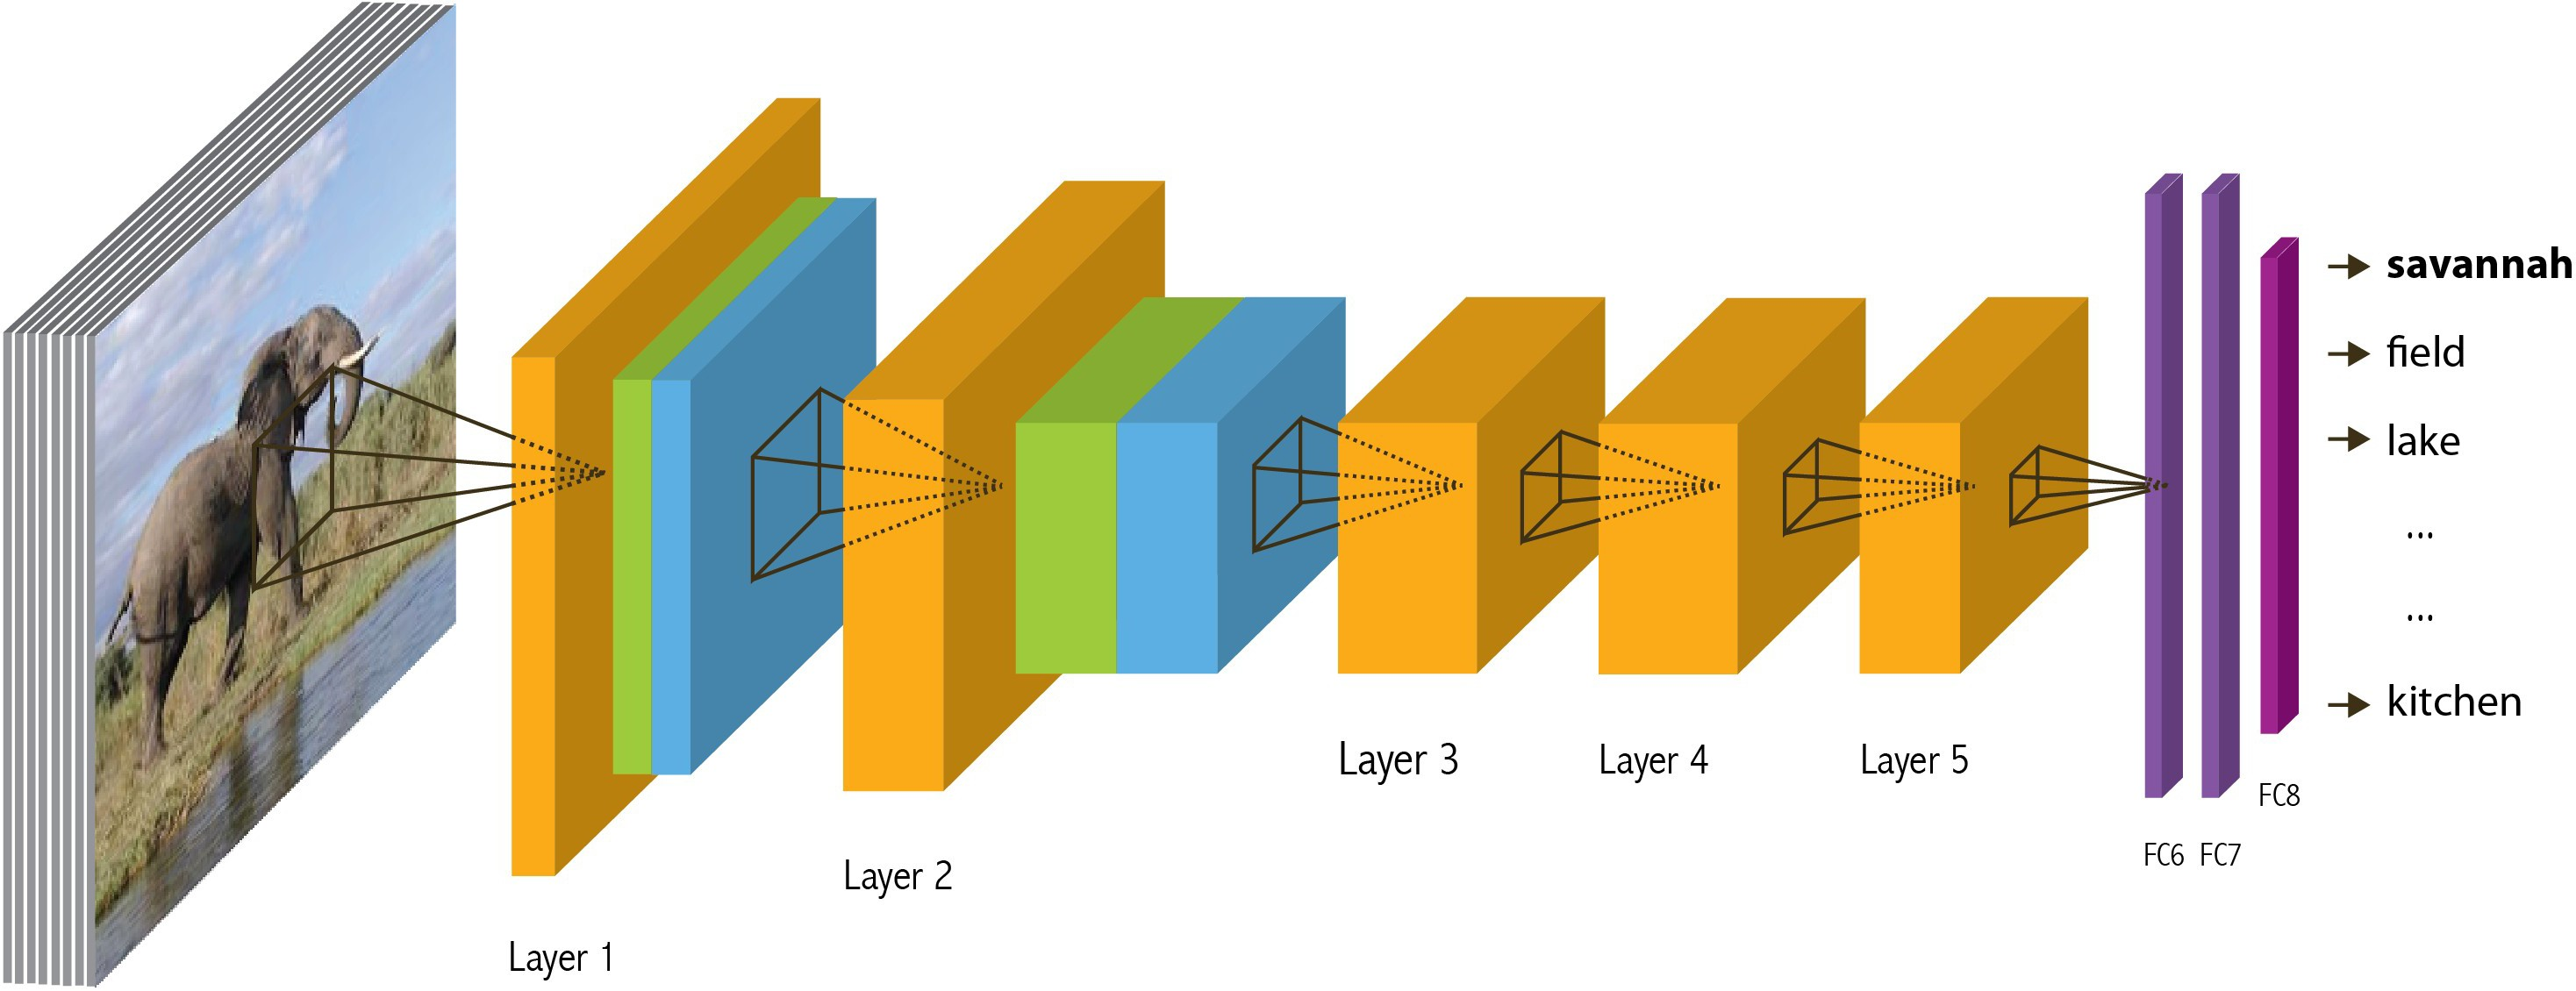 savannah
field
lake
...
...
kitchen
Layer 1
Layer 2
Layer 3
Layer 4
Layer 5
FC6
FC7
FC8